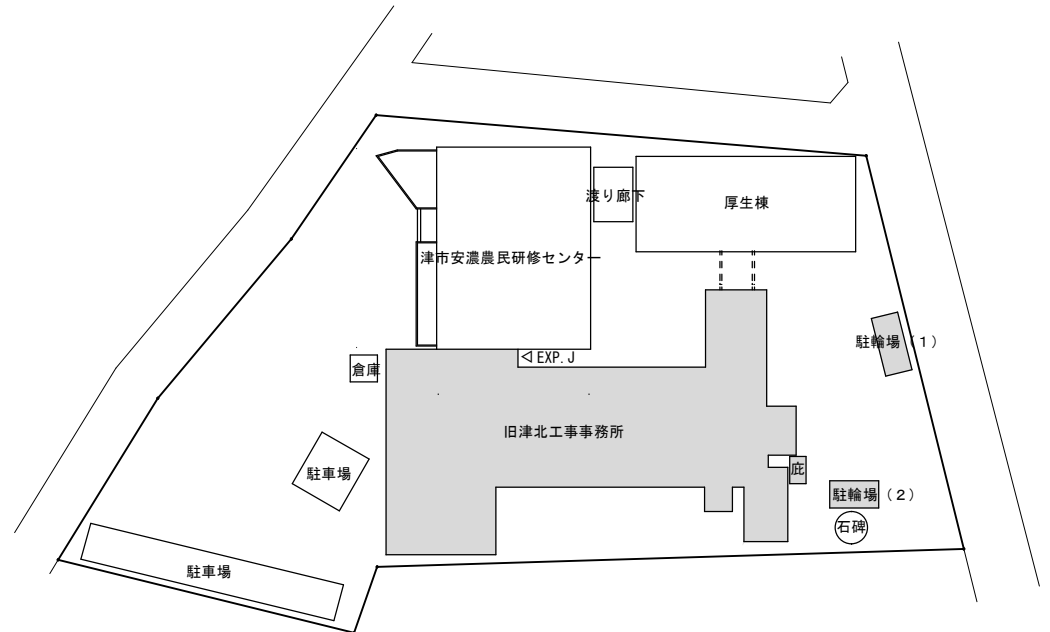 渡り廊下
厚生棟
津市安濃農民研修センター
駐輪場（１）
EXP.J
倉庫
旧津北工事事務所
駐車場
庇
駐輪場（２）
石碑
駐車場